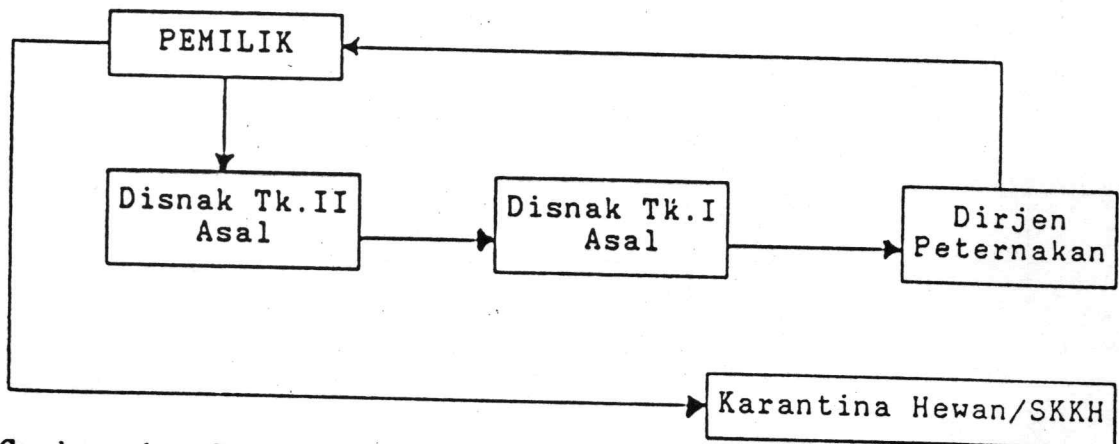 PEMILIK
Disnak Tk.II
Asal
Disnak Tk.I
Asal
Dirjen
Peternakan
Karantina Hewan/SKKH